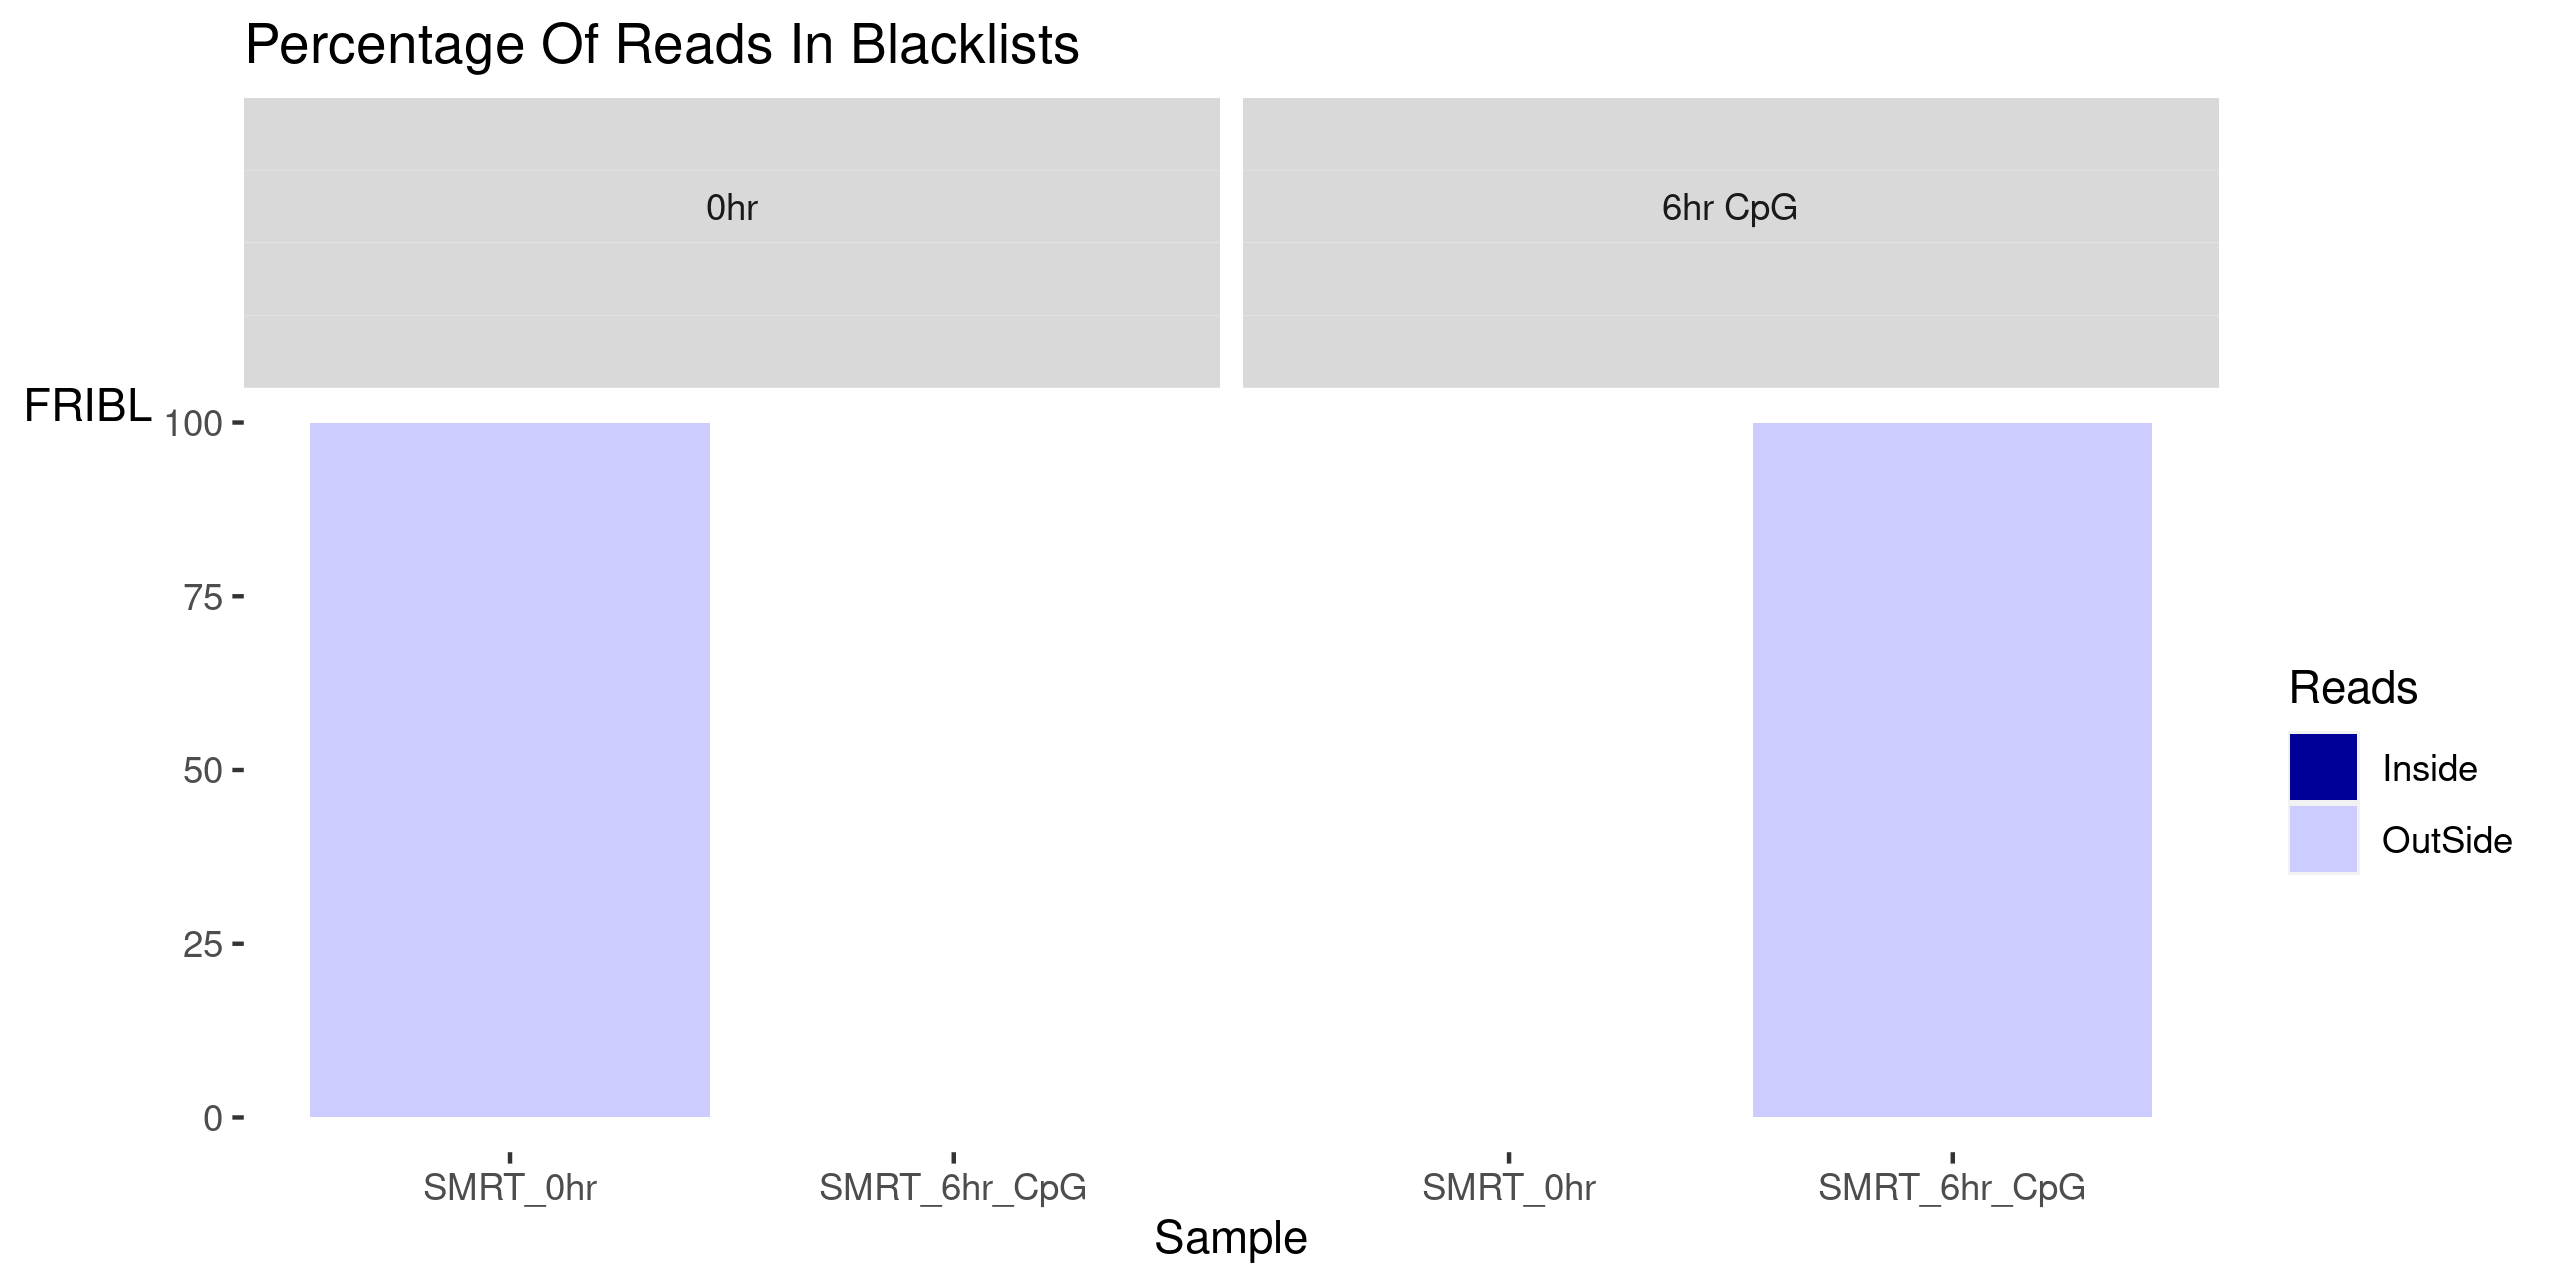 Percentage Of Reads In Blacklists
0hr
6hr CpG
FRIBL
100
75
50
25
0
SMRT_0hr
SMRT_6hr_CpG
SMRT_0hr
SMRT_6hr_CpG
Sample
Reads
Inside
OutSide